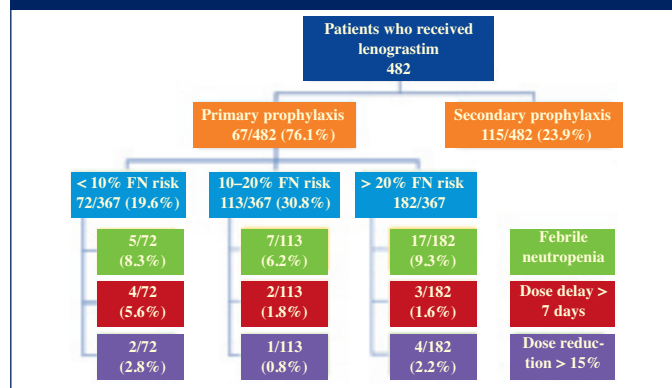 Patients who received
lenograstim
482
Primary prophylaxis
67/482 (76.1%)
Secondary prophylaxis
115/482 (23.9%)
< 10% FN risk
72/367 (19.6%)
10–20% FN risk
113/367 (30.8%)
> 20% FN risk
182/367
5/72
(8.3%)
7/113
(6.2%)
17/182
(9.3%)
Febrile
neutropenia
4/72
(5.6%)
2/113
(1.8%)
3/182
(1.6%)
Dose delay >
7 days
2/72
(2.8%)
1/113
(0.8%)
4/182
(2.2%)
Dose reduc-
tion > 15%